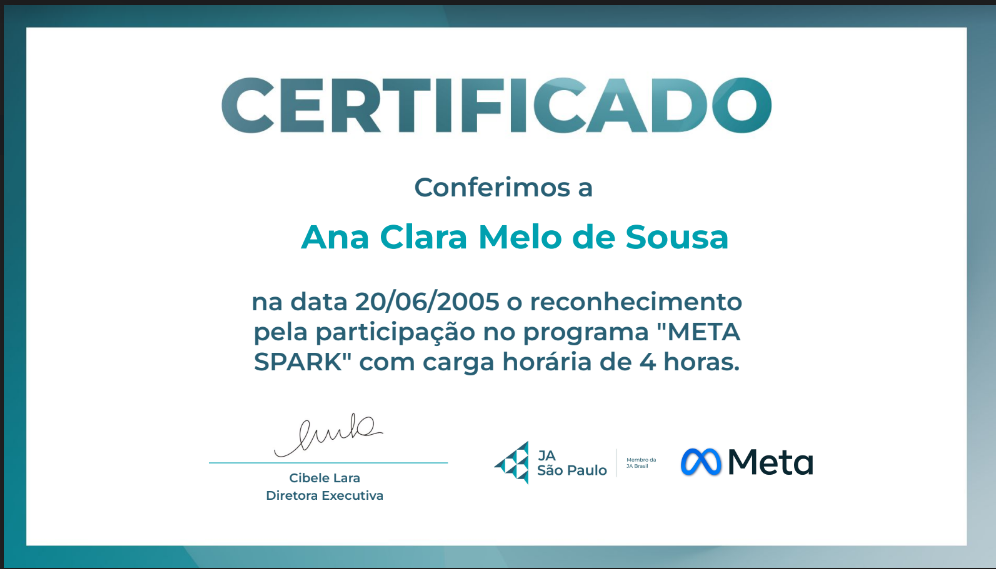 CERTIFICADO
Conferimos a
Ana Clara Melo de Sousa
na data 20/06/2005 o reconhecimento
pela participação no programa "META
SPARK" com carga horária de 4 horas.
Cibele Lara
Diretora Executiva
JA
São Paulo
Membro da
JA Brasil
Meta